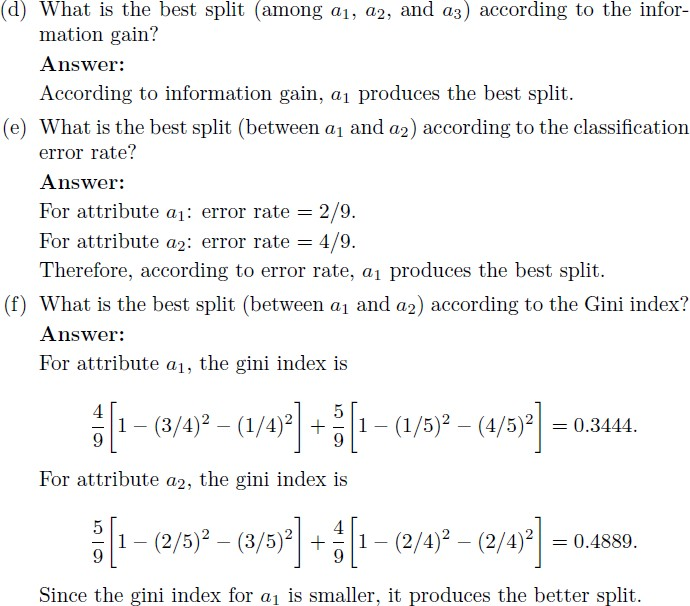 (d) What is the best split (among a₁, a₂, and a₃) according to the infor-
mation gain?
Answer:
According to information gain, a₁ produces the best split.
(e) What is the best split (between a₁ and a₂) according to the classification
error rate?
Answer:
For attribute a₁: error rate = 2/9.
For attribute a₂: error rate = 4/9.
Therefore, according to error rate, a₁ produces the best split.
(f) What is the best split (between a₁ and a₂) according to the Gini index?
Answer:
For attribute a₁, the gini index is
4/9 [1 − (3/4)² − (1/4)²] + 5/9 [1 − (1/5)² − (4/5)²] = 0.3444.
For attribute a₂, the gini index is
5/9 [1 − (2/5)² − (3/5)²] + 4/9 [1 − (2/4)² − (2/4)²] = 0.4889.
Since the gini index for a₁ is smaller, it produces the better split.